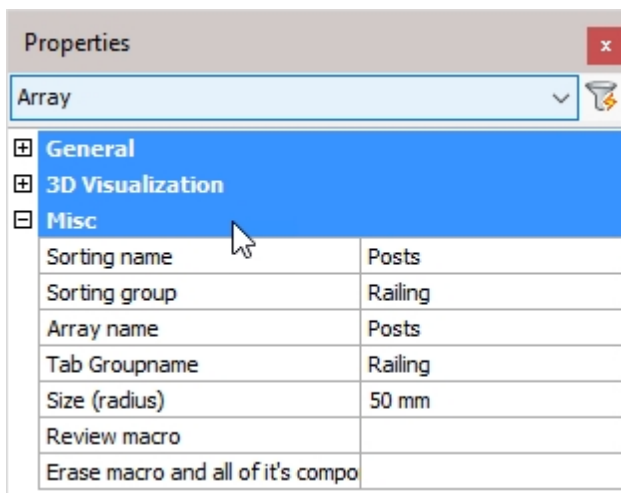 Properties
x
Array
General
3D Visualization
Misc
Sorting name Posts
Sorting group Railing
Array name Posts
Tab Groupname Railing
Size (radius) 50 mm
Review macro
Erase macro and all of it's compo